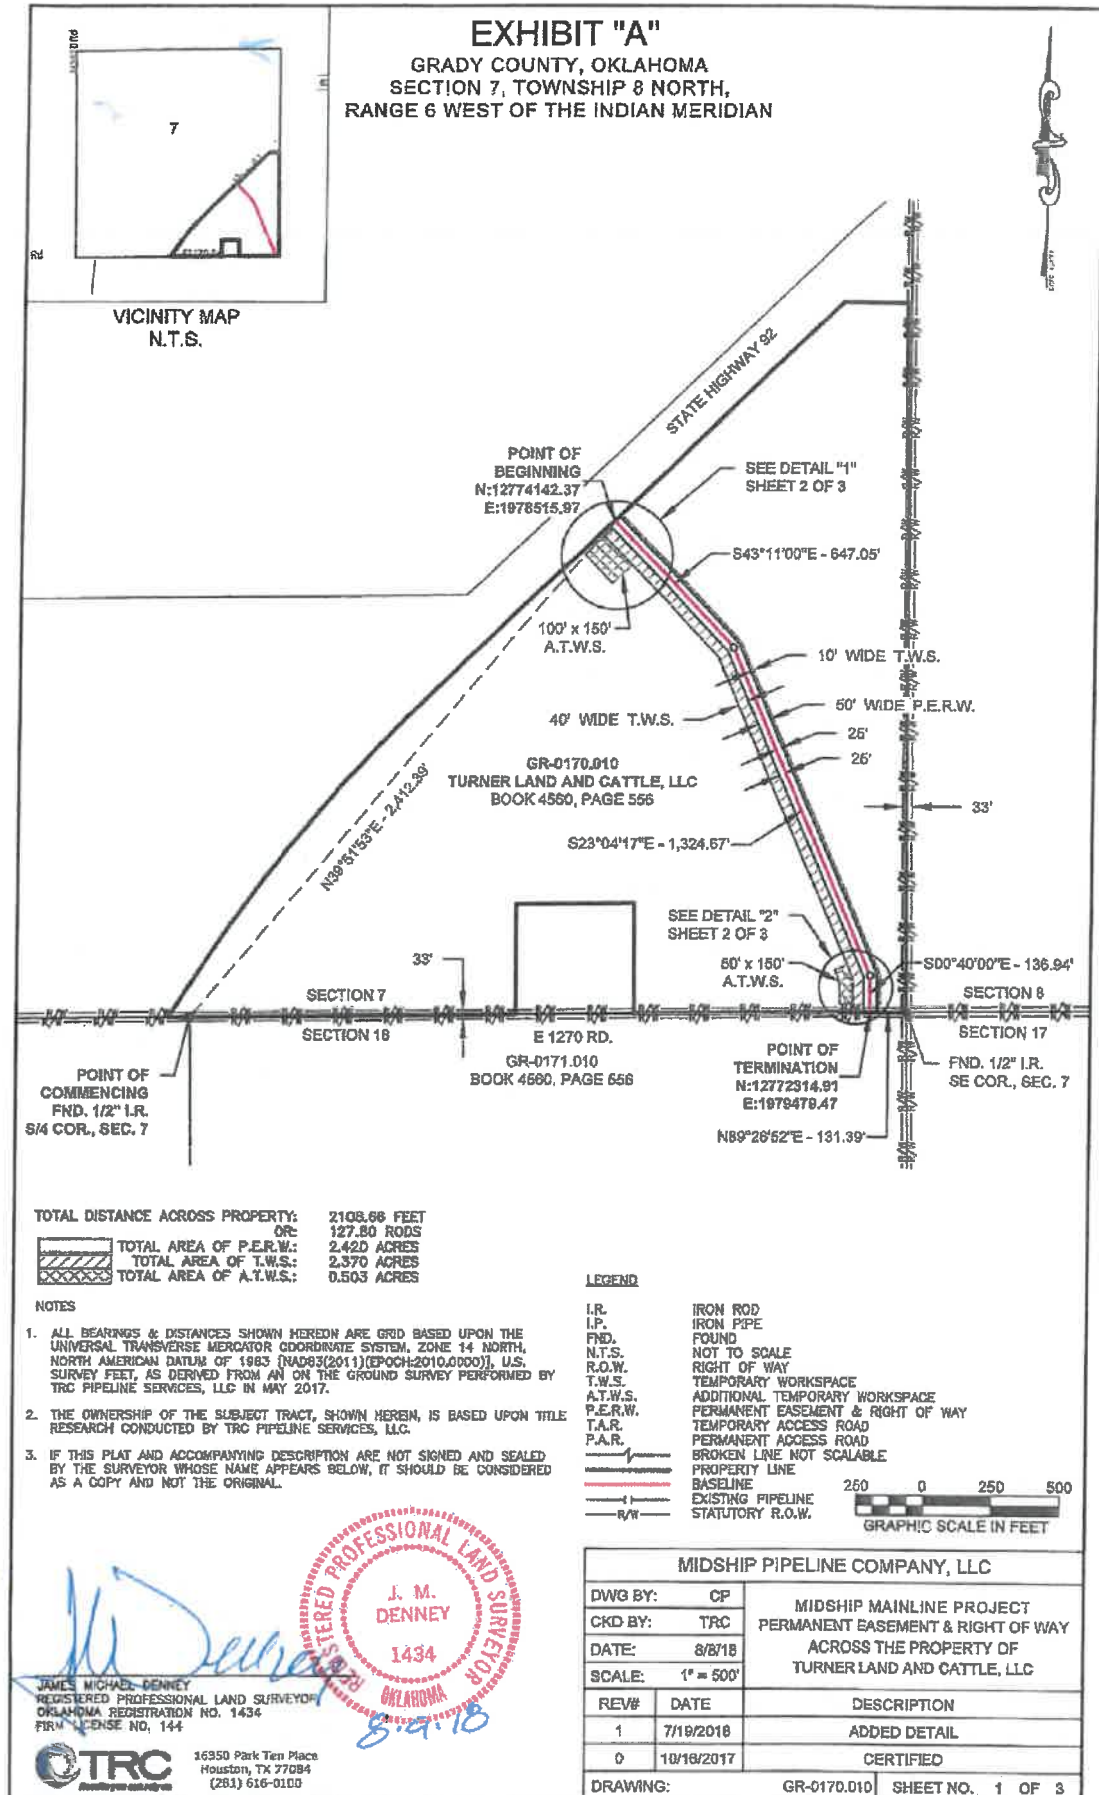 EXHIBIT "A"
GRADY COUNTY, OKLAHOMA
SECTION 7, TOWNSHIP 8 NORTH,
RANGE 6 WEST OF THE INDIAN MERIDIAN
7
Rd
VICINITY MAP
N.T.S.
STATE HIGHWAY 92
POINT OF
BEGINNING
N:12774142.37
E:1978515.97
SEE DETAIL "1"
SHEET 2 OF 3
S43°11'00"E - 647.05'
100' x 150'
A.T.W.S.
10' WIDE T.W.S.
50' WIDE P.E.R.W.
40' WIDE T.W.S.
25'
25'
GR-0170.010
TURNER LAND AND CATTLE, LLC
BOOK 4560, PAGE 556
33'
N39°51'53"E - 2,412.39'
S23°04'17"E - 1,324.67'
SEE DETAIL "2"
SHEET 2 OF 3
33'
50' x 150'
A.T.W.S.
S00°40'00"E - 136.94'
SECTION 7
SECTION 8
SECTION 18
E 1270 RD.
SECTION 17
GR-0171.010
BOOK 4560, PAGE 556
POINT OF
COMMENCING
FND. 1/2" I.R.
S/4 COR., SEC. 7
POINT OF
TERMINATION
N:12772314.91
E:1979479.47
FND. 1/2" I.R.
SE COR., SEC. 7
N89°26'52"E - 131.39'
TOTAL DISTANCE ACROSS PROPERTY: 2108.66 FEET
OR: 127.80 RODS
TOTAL AREA OF P.E.R.W.: 2.420 ACRES
TOTAL AREA OF T.W.S.: 2.370 ACRES
TOTAL AREA OF A.T.W.S.: 0.503 ACRES
NOTES
1. ALL BEARINGS & DISTANCES SHOWN HEREON ARE GRID BASED UPON THE
UNIVERSAL TRANSVERSE MERCATOR COORDINATE SYSTEM, ZONE 14 NORTH,
NORTH AMERICAN DATUM OF 1983 [NAD83(2011)(EPOCH:2010.0000)], U.S.
SURVEY FEET, AS DERIVED FROM AN ON THE GROUND SURVEY PERFORMED BY
TRC PIPELINE SERVICES, LLC IN MAY 2017.
2. THE OWNERSHIP OF THE SUBJECT TRACT, SHOWN HEREIN, IS BASED UPON TITLE
RESEARCH CONDUCTED BY TRC PIPELINE SERVICES, LLC.
3. IF THIS PLAT AND ACCOMPANYING DESCRIPTION ARE NOT SIGNED AND SEALED
BY THE SURVEYOR WHOSE NAME APPEARS BELOW, IT SHOULD BE CONSIDERED
AS A COPY AND NOT THE ORIGINAL.
LEGEND
I.R. IRON ROD
I.P. IRON PIPE
FND. FOUND
N.T.S. NOT TO SCALE
R.O.W. RIGHT OF WAY
T.W.S. TEMPORARY WORKSPACE
A.T.W.S. ADDITIONAL TEMPORARY WORKSPACE
P.E.R.W. PERMANENT EASEMENT & RIGHT OF WAY
T.A.R. TEMPORARY ACCESS ROAD
P.A.R. PERMANENT ACCESS ROAD
BROKEN LINE NOT SCALABLE
PROPERTY LINE
BASELINE
EXISTING PIPELINE
R/W STATUTORY R.O.W.
250 0 250 500
GRAPHIC SCALE IN FEET
REGISTERED PROFESSIONAL LAND SURVEYOR
J. M.
DENNEY
1434
OKLAHOMA
8-9-18
JAMES MICHAEL DENNEY
REGISTERED PROFESSIONAL LAND SURVEYOR
OKLAHOMA REGISTRATION NO. 1434
FIRM LICENSE NO. 144
TRC
16350 Park Ten Place
Houston, TX 77084
(281) 616-0100
MIDSHIP PIPELINE COMPANY, LLC
DWG BY: CP
CKD BY: TRC
DATE: 8/8/18
SCALE: 1" = 500'
MIDSHIP MAINLINE PROJECT
PERMANENT EASEMENT & RIGHT OF WAY
ACROSS THE PROPERTY OF
TURNER LAND AND CATTLE, LLC
REV# DATE DESCRIPTION
1 7/19/2018 ADDED DETAIL
0 10/18/2017 CERTIFIED
DRAWING: GR-0170.010 SHEET NO. 1 OF 3